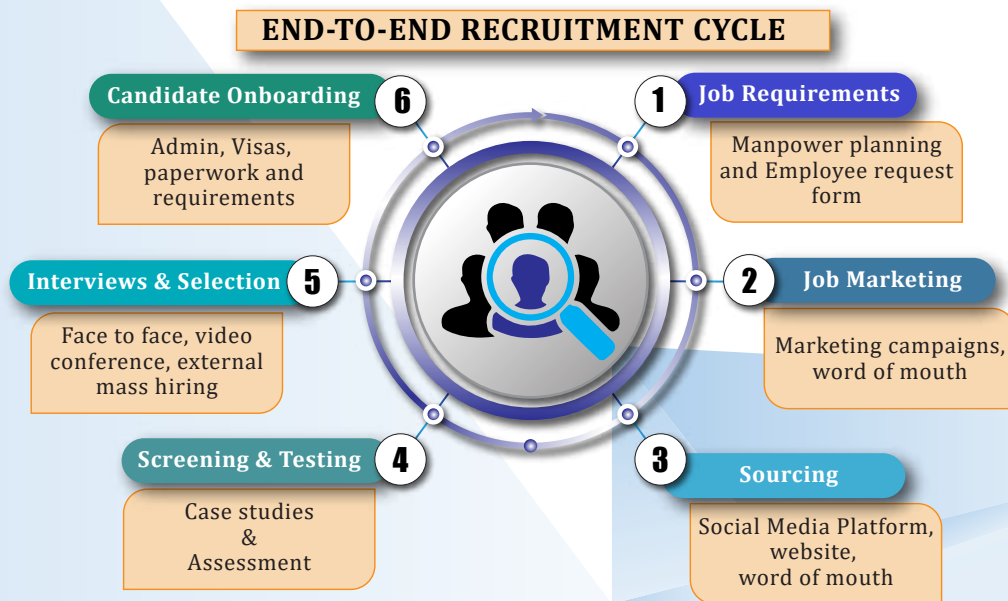 END-TO-END RECRUITMENT CYCLE
1
Job Requirements
Manpower planning
and Employee request
form
2
Job Marketing
Marketing campaigns,
word of mouth
3
Sourcing
Social Media Platform,
website,
word of mouth
4
Screening & Testing
Case studies
&
Assessment
5
Interviews & Selection
Face to face, video
conference, external
mass hiring
6
Candidate Onboarding
Admin, Visas,
paperwork and
requirements